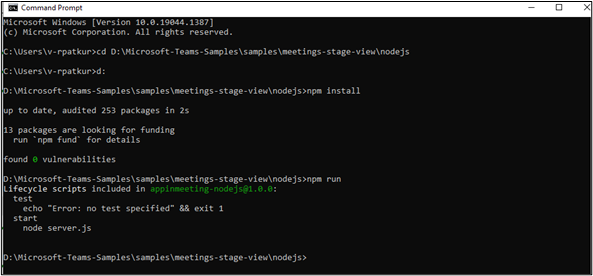 Command Prompt
Microsoft Windows [Version 10.0.19044.1387]
(c) Microsoft Corporation. All rights reserved.
C:\Users\v-rpatkur>cd D:\Microsoft-Teams-Samples\samples\meetings-stage-view\nodejs
C:\Users\v-rpatkur>d:
D:\Microsoft-Teams-Samples\samples\meetings-stage-view\nodejs>npm install
up to date, audited 253 packages in 2s
13 packages are looking for funding
  run `npm fund` for details
found 0 vulnerabilities
D:\Microsoft-Teams-Samples\samples\meetings-stage-view\nodejs>npm run
Lifecycle scripts included in appinmeeting-nodejs@1.0.0:
  test
    echo "Error: no test specified" && exit 1
  start
    node server.js
D:\Microsoft-Teams-Samples\samples\meetings-stage-view\nodejs>